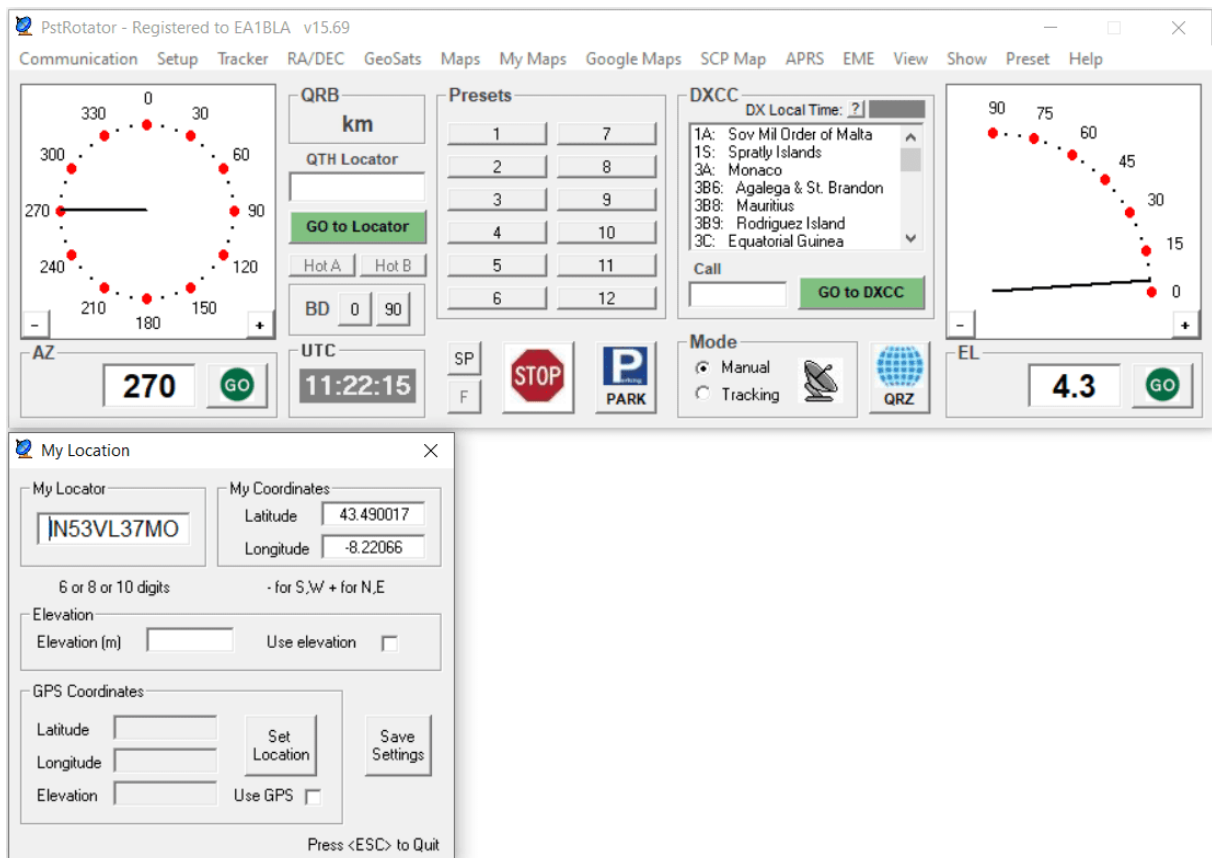 PstRotator - Registered to EA1BLA v15.69
Communication Setup Tracker RA/DEC GeoSats Maps My Maps Google Maps SCP Map APRS EME View Show Preset Help
0
30
60
90
120
150
180
210
240
270
300
330
- +
AZ
270 GO
QRB
km
QTH Locator
GO to Locator
Hot A Hot B
BD 0 90
UTC
11:22:15
Presets
1 7
2 8
3 9
4 10
5 11
6 12
SP
F
STOP
P
PARK
DXCC
DX Local Time: ?
1A: Sov Mil Order of Malta
1S: Spratly Islands
3A: Monaco
3B6: Agalega & St. Brandon
3B8: Mauritius
3B9: Rodriguez Island
3C: Equatorial Guinea
Call
GO to DXCC
Mode
Manual
Tracking
QRZ
90
75
60
45
30
15
0
- +
EL
4.3 GO
My Location
My Locator
IN53VL37MO
6 or 8 or 10 digits
My Coordinates
Latitude 43.490017
Longitude -8.22066
- for S,W + for N,E
Elevation
Elevation (m) Use elevation
GPS Coordinates
Latitude
Longitude
Elevation
Set
Location
Use GPS
Save
Settings
Press <ESC> to Quit